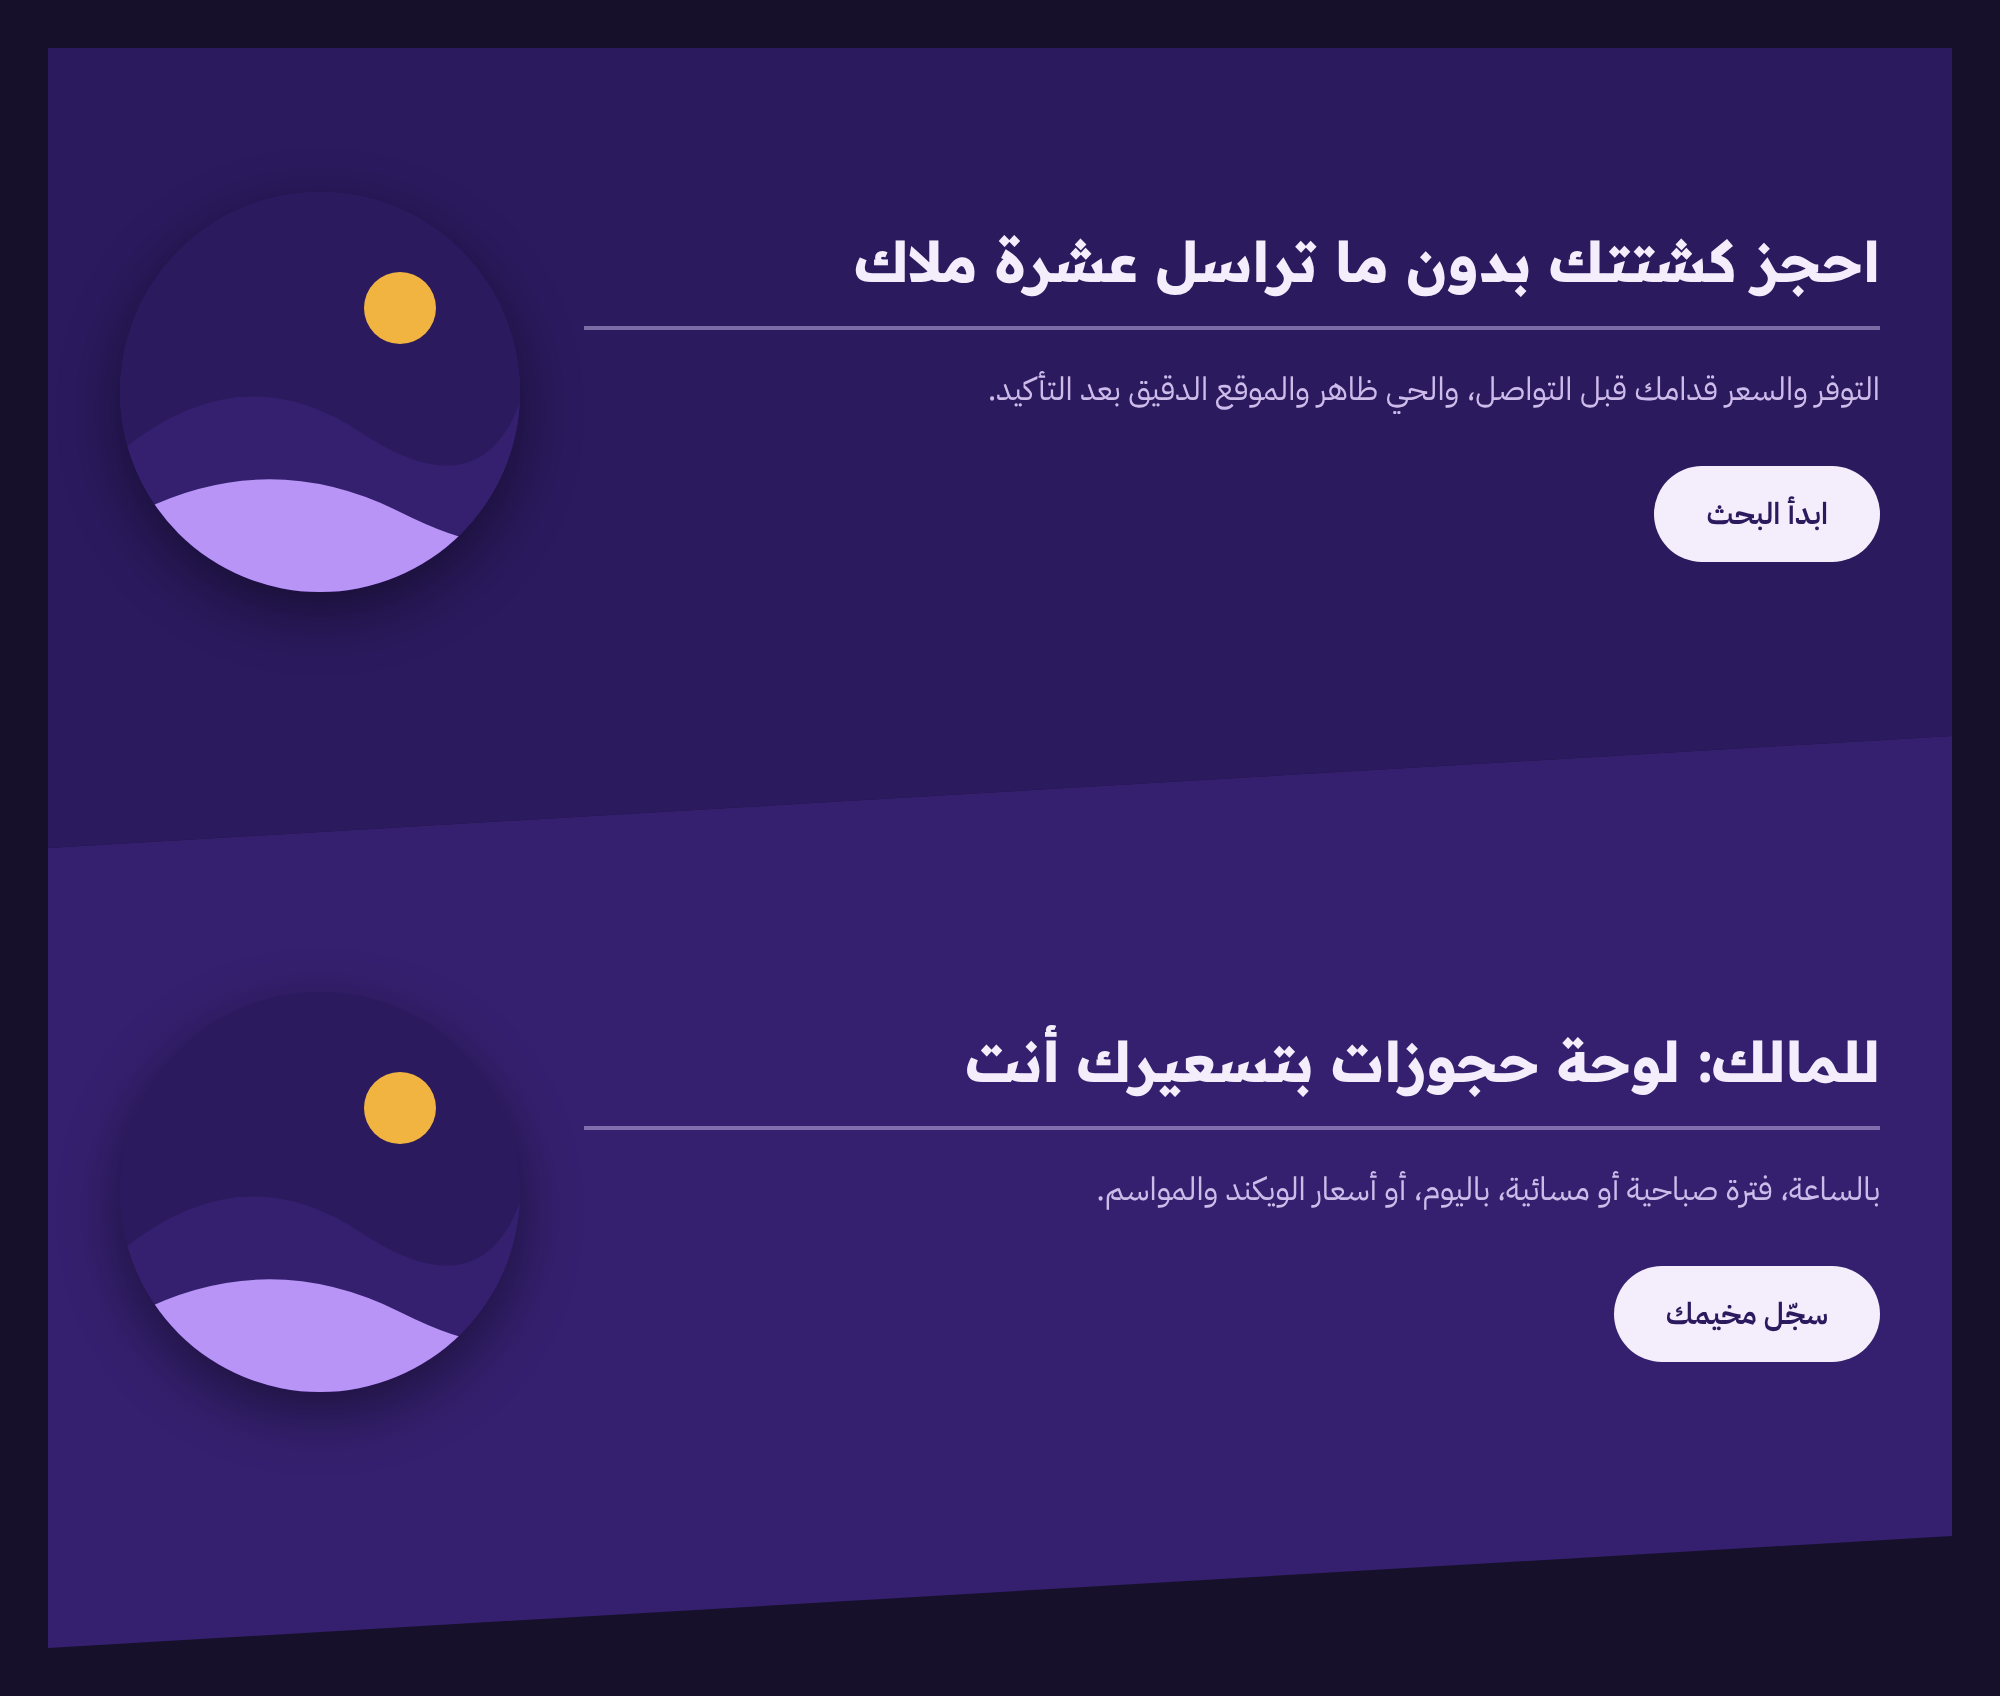 احجز كشتتك بدون ما تراسل عشرة ملاك
التوفر والسعر قدامك قبل التواصل، والحي ظاهر والموقع الدقيق بعد التأكيد.
ابدأ البحث
للمالك: لوحة حجوزات بتسعيرك أنت
بالساعة، فترة صباحية أو مسائية، باليوم، أو أسعار الويكند والمواسم.
سجّل مخيمك